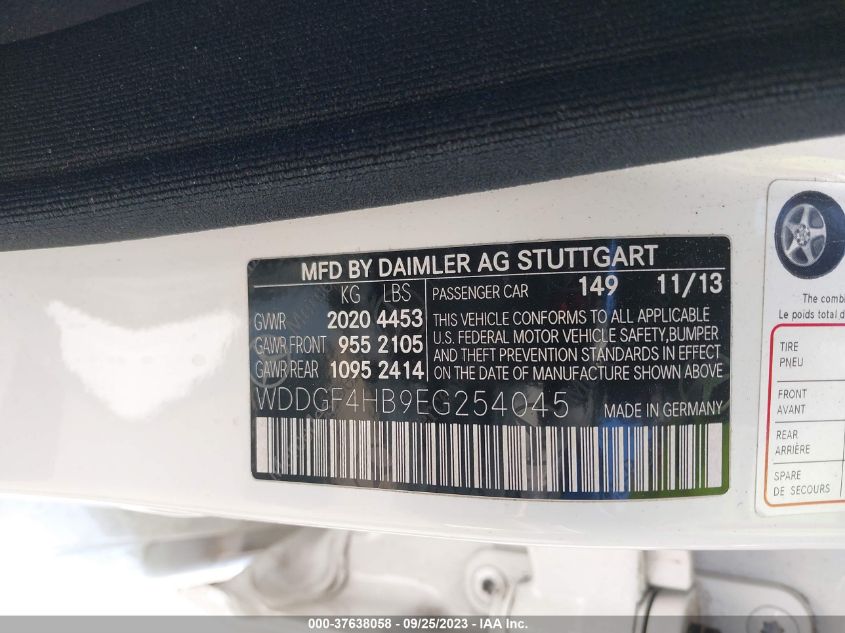 MFD BY DAIMLER AG STUTTGART
KG LBS
GVWR 2020 4453
GAWR FRONT 955 2105
GAWR REAR 1095 2414
PASSENGER CAR 149 11/13
THIS VEHICLE CONFORMS TO ALL APPLICABLE
U.S. FEDERAL MOTOR VEHICLE SAFETY,BUMPER
AND THEFT PREVENTION STANDARDS IN EFFECT
ON THE DATE OF MANUFACTURE SHOWN ABOVE
WDDGF4HB9EG254045 MADE IN GERMANY
The
Le poids total
TIRE
PNEU
FRONT
AVANT
REAR
ARRIÈRE
SPARE
DE SECOURS
000-37638058 - 09/25/2023 - IAA Inc.